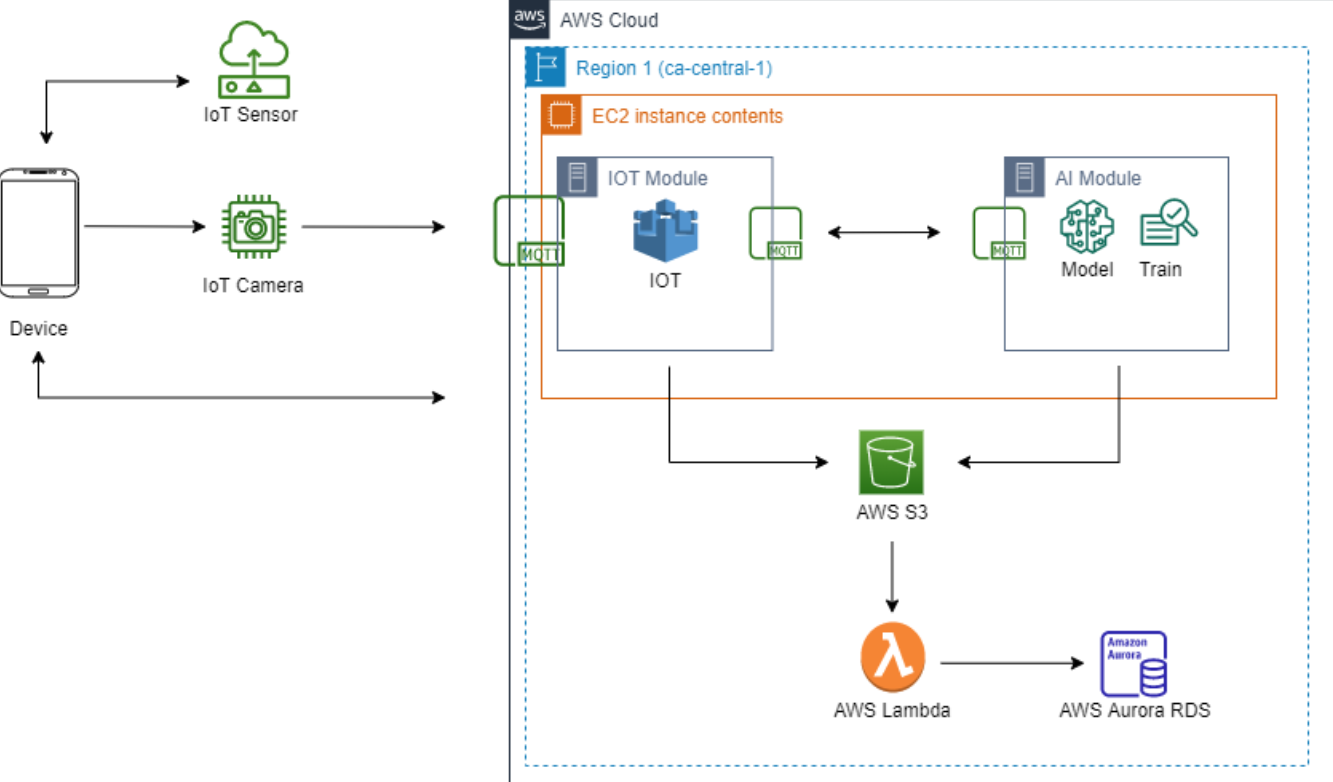 aws
AWS Cloud
Region 1 (ca-central-1)
EC2 instance contents
IoT Sensor
IOT Module
AI Module
MQTT
MQTT
MQTT
IOT
Model
Train
IoT Camera
Device
AWS S3
Amazon
Aurora
AWS Lambda
AWS Aurora RDS